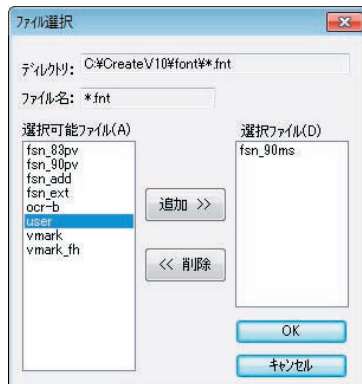 ファイル選択
ディレクトリ: C:¥CreateV10¥font¥*.fnt
ファイル名: *.fnt
選択可能ファイル(A)
fsn_83pv
fsn_90pv
fsn_add
fsn_ext
ocr-b
user
vmark
vmark_fh
追加 >>
<< 削除
選択ファイル(D)
fsn_90ms
OK
キャンセル